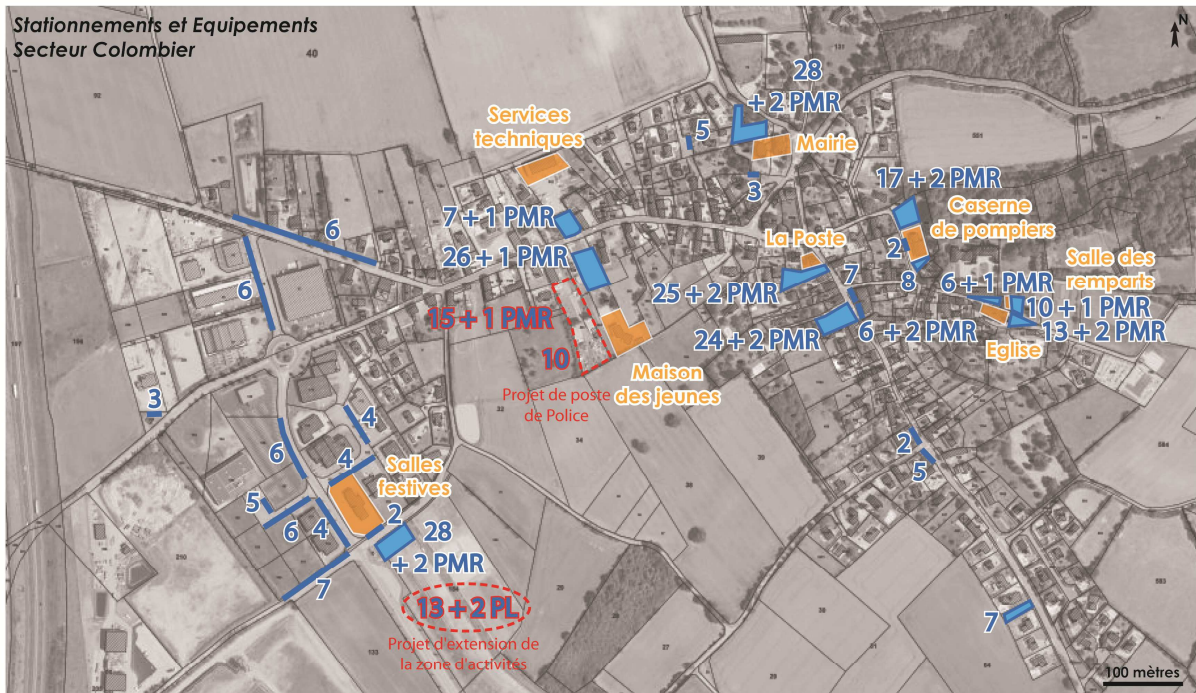 Stationnements et Equipements
Secteur Colombier
N
40
92
28
+ 2 PMR
Services
techniques
5
Mairie
3
17 + 2 PMR
Caserne
de pompiers
2
8
7 + 1 PMR
26 + 1 PMR
La Poste
25 + 2 PMR
7
Salle des
remparts
6 + 1 PMR
10 + 1 PMR
13 + 2 PMR
Eglise
6
6
15 + 1 PMR
10
24 + 2 PMR
6 + 2 PMR
Maison
des jeunes
Projet de poste
de Police
3
4
6
4
Salles
festives
2
5
5
6
4
2
28
+ 2 PMR
7
13 + 2 PL
Projet d'extension de
la zone d'activités
7
100 mètres